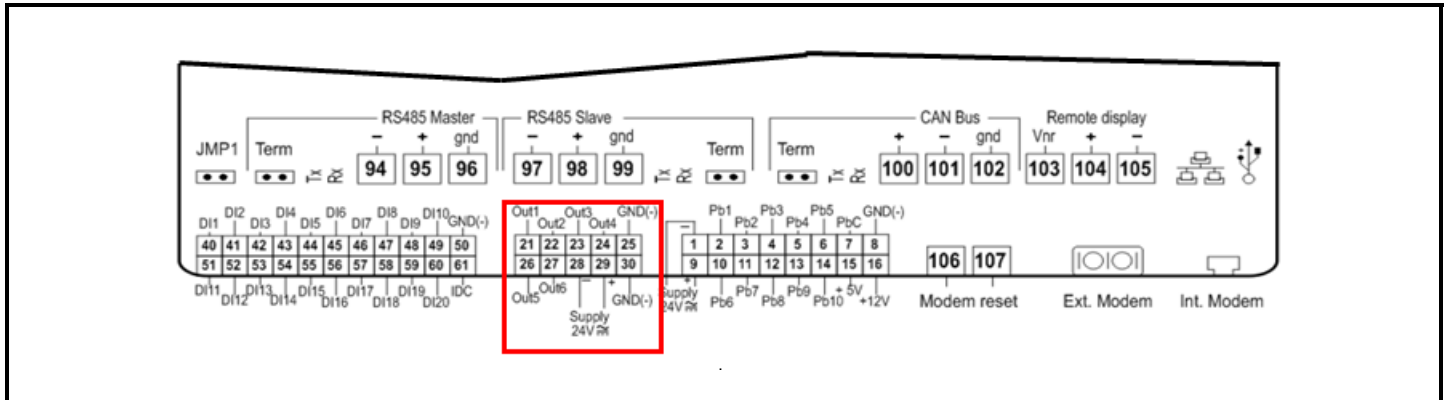 RS485 Master RS485 Slave CAN Bus Remote display
− + gnd − + gnd + − gnd Vnr + −
JMP1 Term Tx Rx 94 95 96 97 98 99 Tx Rx Term Term Tx Rx 100 101 102 103 104 105
DI2 DI4 DI6 DI8 DI10 Out1 Out3 GND(-) Pb1 Pb3 Pb5 GND(-)
DI1 DI3 DI5 DI7 DI9 GND(-) Out2 Out4 − Pb2 Pb4 PbC
40 41 42 43 44 45 46 47 48 49 50 21 22 23 24 25 1 2 3 4 5 6 7 8
51 52 53 54 55 56 57 58 59 60 61 26 27 28 29 30 9 10 11 12 13 14 15 16 106 107
DI11 DI13 DI15 DI17 DI19 IDC Out6 − + + Pb7 Pb9 + 5V
DI12 DI14 DI16 DI18 DI20 Out5 GND(-) Supply Pb6 Pb8 Pb10 +12V Modem reset Ext. Modem Int. Modem
Supply 24V
24V